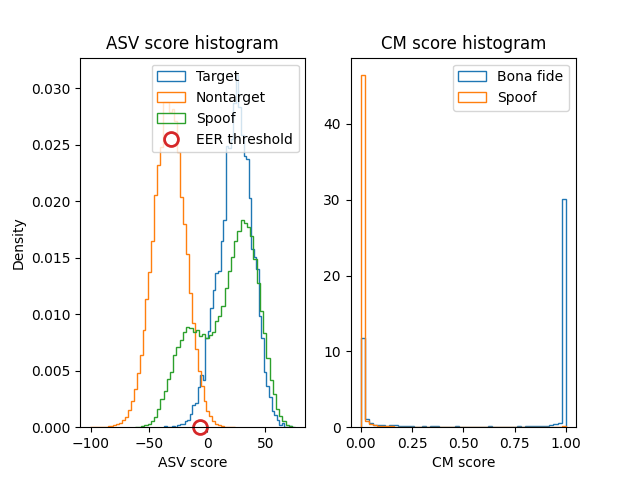 ASV score histogram
Target
Nontarget
Spoof
EER threshold
0.030
0.025
0.020
0.015
0.010
0.005
0.000
Density
−100
−50
0
50
ASV score
CM score histogram
Bona fide
Spoof
40
30
20
10
0
0.00
0.25
0.50
0.75
1.00
CM score